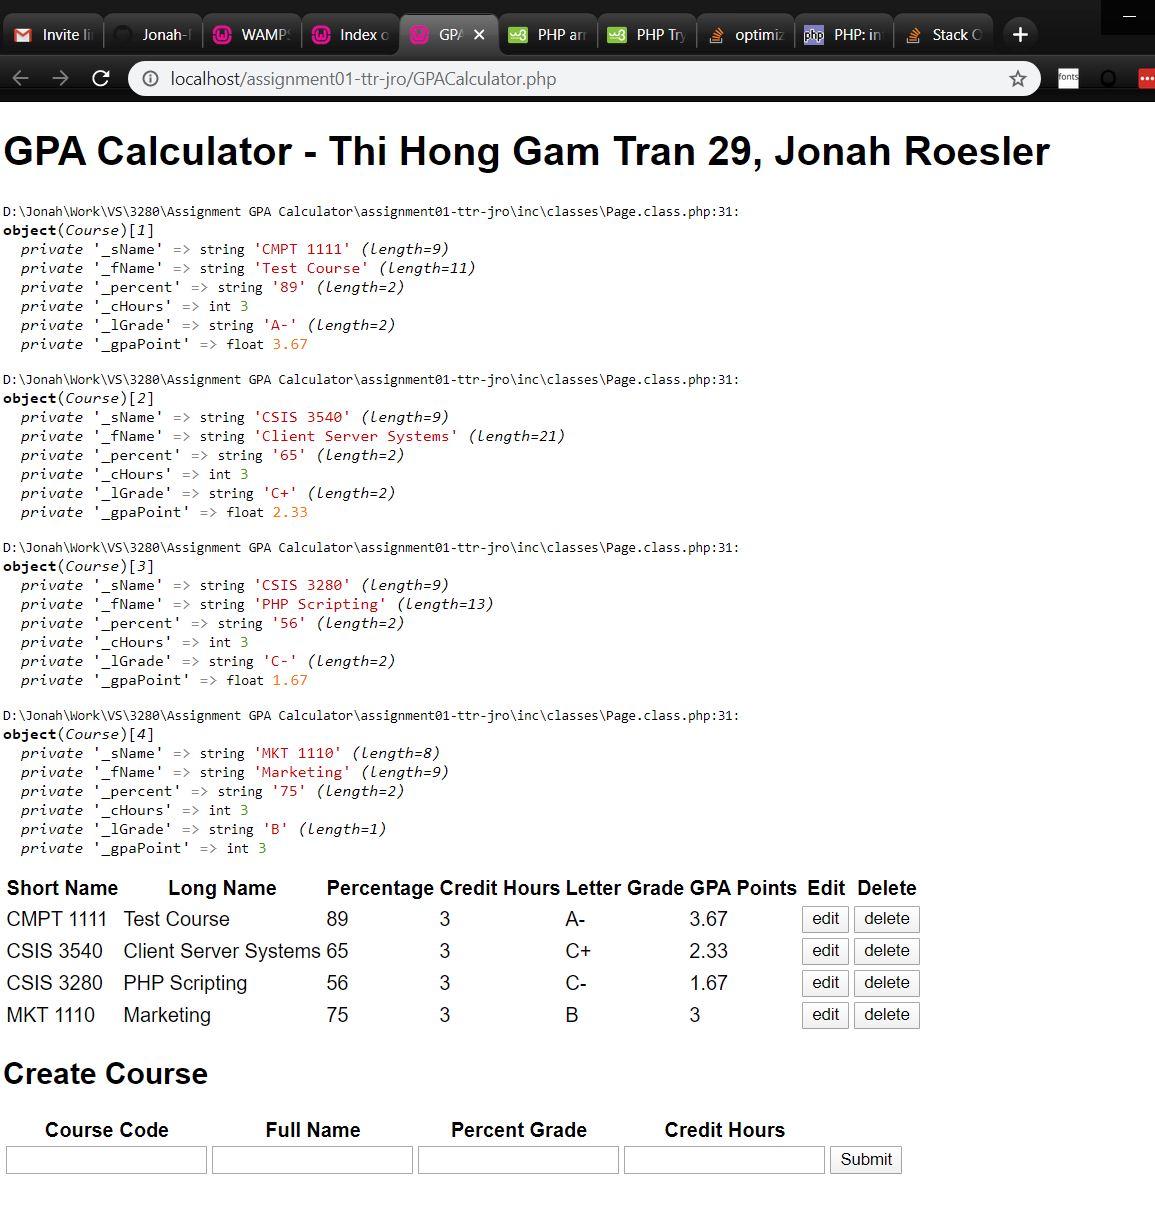 Invite li
Jonah-
WAMP
Index o
GPA
PHP arr
PHP Try
optimiz
php
PHP: in
Stack O
localhost/assignment01-ttr-jro/GPACalculator.php
fonts
GPA Calculator - Thi Hong Gam Tran 29, Jonah Roesler
D:\Jonah\Work\VS\3280\Assignment GPA Calculator\assignment01-ttr-jro\inc\classes\Page.class.php:31:
object(Course)[1]
private '_sName' => string 'CMPT 1111' (length=9)
private '_fName' => string 'Test Course' (length=11)
private '_percent' => string '89' (length=2)
private '_cHours' => int 3
private '_lGrade' => string 'A-' (length=2)
private '_gpaPoint' => float 3.67
D:\Jonah\Work\VS\3280\Assignment GPA Calculator\assignment01-ttr-jro\inc\classes\Page.class.php:31:
object(Course)[2]
private '_sName' => string 'CSIS 3540' (length=9)
private '_fName' => string 'Client Server Systems' (length=21)
private '_percent' => string '65' (length=2)
private '_cHours' => int 3
private '_lGrade' => string 'C+' (length=2)
private '_gpaPoint' => float 2.33
D:\Jonah\Work\VS\3280\Assignment GPA Calculator\assignment01-ttr-jro\inc\classes\Page.class.php:31:
object(Course)[3]
private '_sName' => string 'CSIS 3280' (length=9)
private '_fName' => string 'PHP Scripting' (length=13)
private '_percent' => string '56' (length=2)
private '_cHours' => int 3
private '_lGrade' => string 'C-' (length=2)
private '_gpaPoint' => float 1.67
D:\Jonah\Work\VS\3280\Assignment GPA Calculator\assignment01-ttr-jro\inc\classes\Page.class.php:31:
object(Course)[4]
private '_sName' => string 'MKT 1110' (length=8)
private '_fName' => string 'Marketing' (length=9)
private '_percent' => string '75' (length=2)
private '_cHours' => int 3
private '_lGrade' => string 'B' (length=1)
private '_gpaPoint' => int 3
Short Name Long Name Percentage Credit Hours Letter Grade GPA Points Edit Delete
CMPT 1111 Test Course 89 3 A- 3.67 edit delete
CSIS 3540 Client Server Systems 65 3 C+ 2.33 edit delete
CSIS 3280 PHP Scripting 56 3 C- 1.67 edit delete
MKT 1110 Marketing 75 3 B 3 edit delete
Create Course
Course Code Full Name Percent Grade Credit Hours
Submit